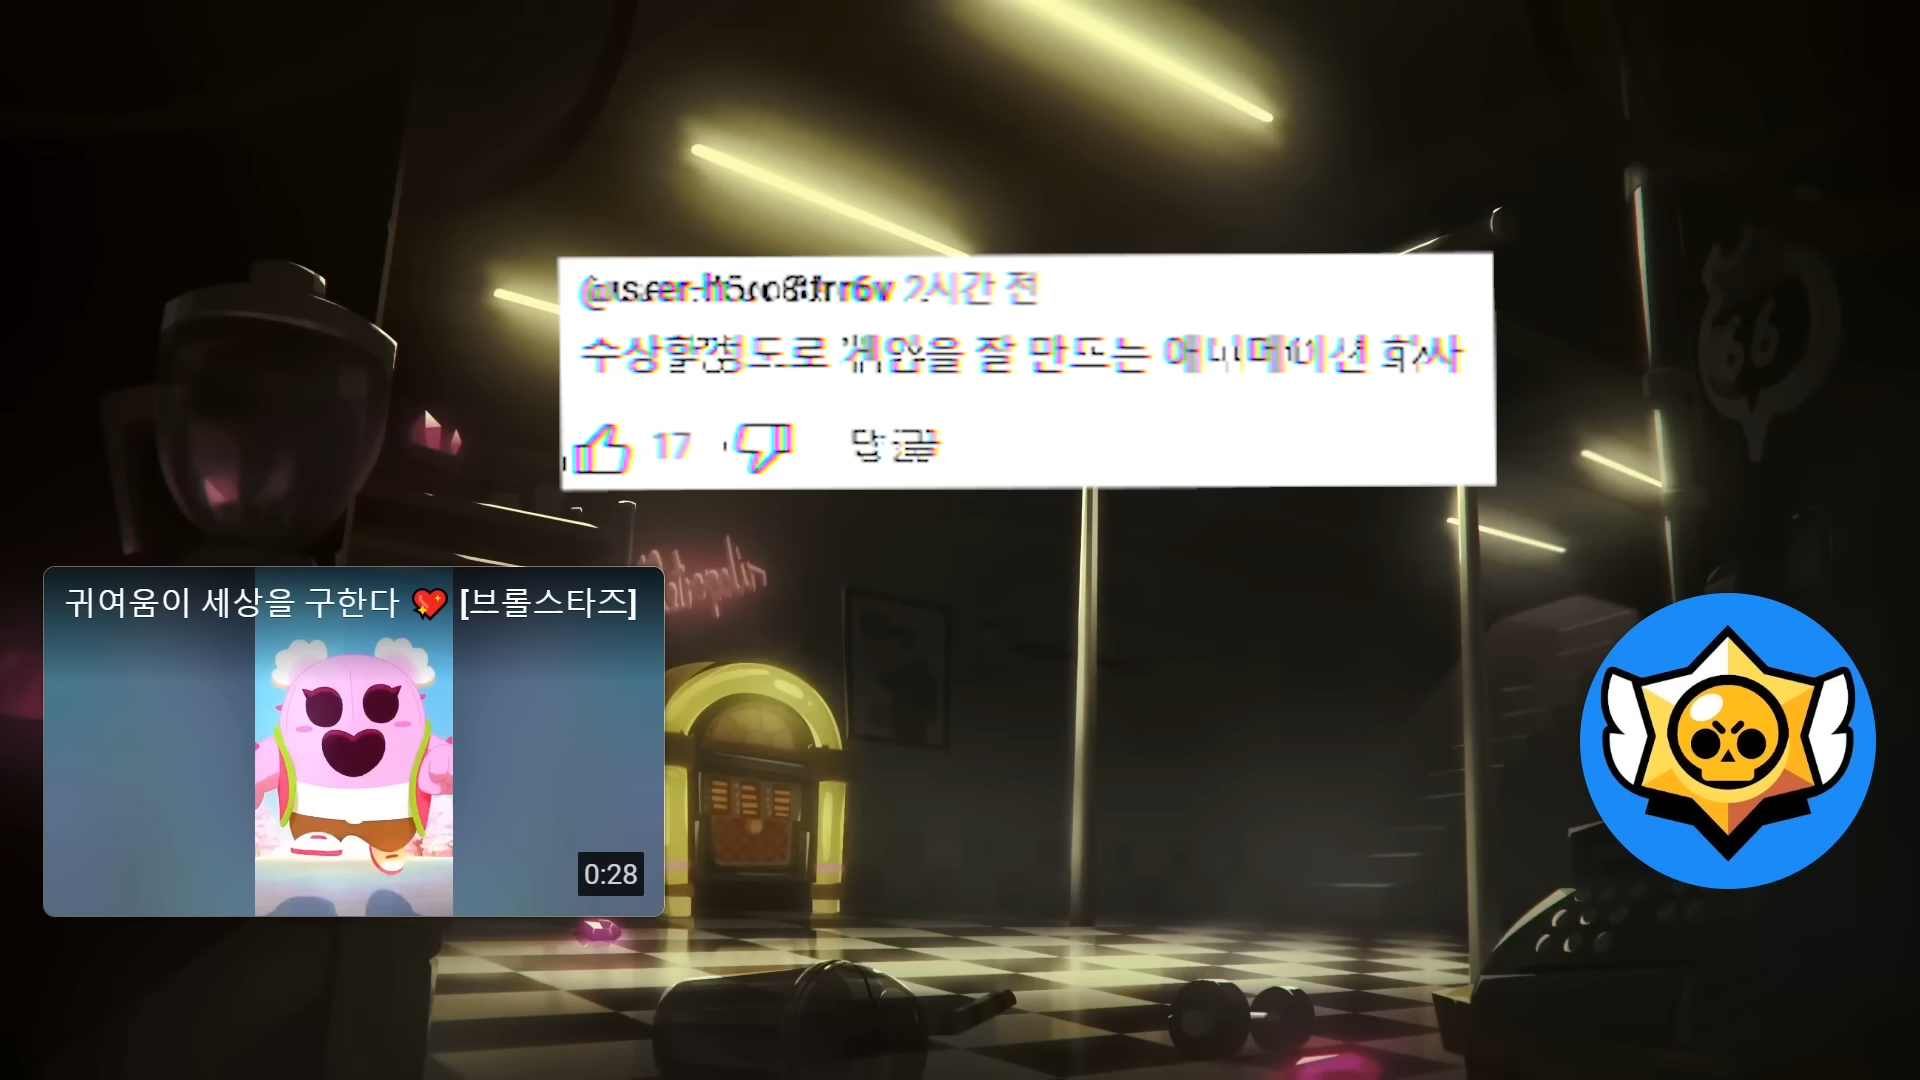 2시간 전
수상할정도로 게임을 잘 만드는 애니메이션 회사
17 답글
귀여움이 세상을 구한다 💖 [브롤스타즈]
0:28
66